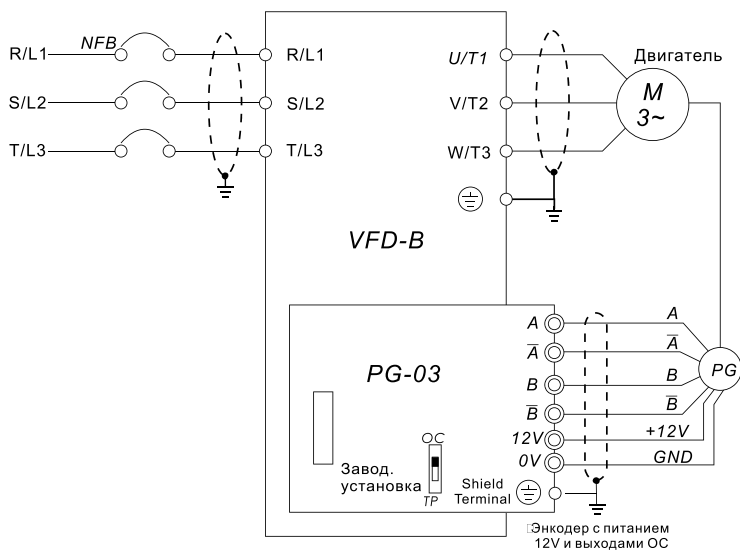 R/L1
NFB
R/L1
U/T1
Двигатель
S/L2
S/L2
V/T2
M
3~
T/L3
T/L3
W/T3
VFD-B
PG-03
A
A
A̅
A̅
B
B
B̅
B̅
PG
OC
12V
+12V
0V
GND
Завод.
установка
TP
Shield
Terminal
Энкодер с питанием
12V и выходами ОС